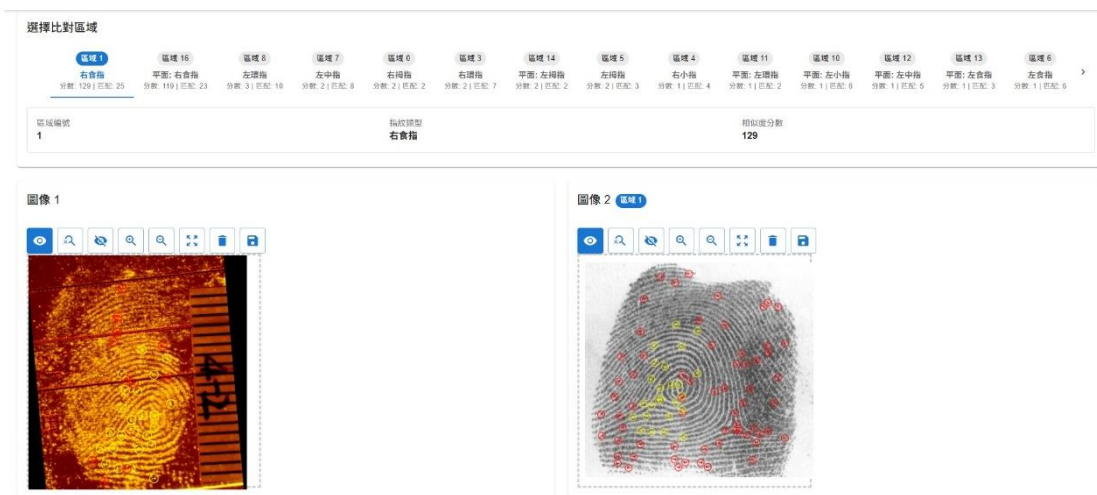 選擇比對區域
區域 1 區域 16 區域 8 區域 7 區域 0 區域 3 區域 14 區域 5 區域 4 區域 11 區域 10 區域 12 區域 13 區域 6
右食指 平面: 右食指 左環指 左中指 右拇指 右環指 平面: 左拇指 左拇指 右小指 平面: 左環指 平面: 左小指 平面: 左中指 平面: 左食指 左食指
分數: 129 | 匹配: 25 分數: 119 | 匹配: 23 分數: 3 | 匹配: 10 分數: 2 | 匹配: 8 分數: 2 | 匹配: 2 分數: 2 | 匹配: 7 分數: 2 | 匹配: 2 分數: 2 | 匹配: 3 分數: 1 | 匹配: 4 分數: 1 | 匹配: 2 分數: 1 | 匹配: 6 分數: 1 | 匹配: 5 分數: 1 | 匹配: 3 分數: 1 | 匹配: 6
區域編號 指紋類型 相似度分數
1 右食指 129
圖像 1
圖像 2 區域 1